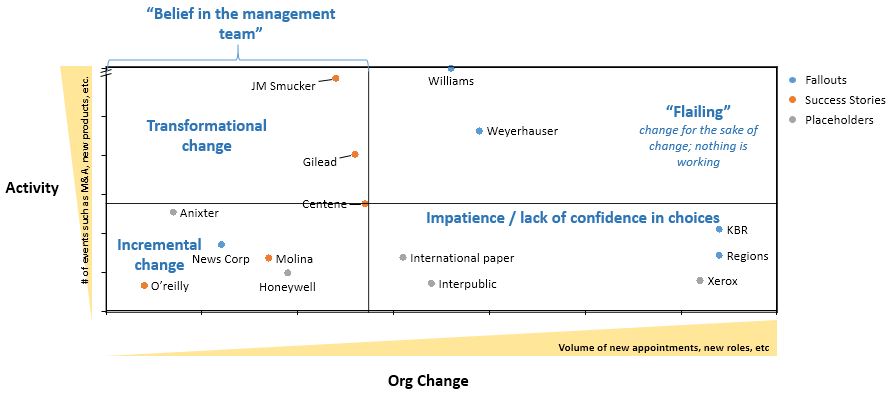 “Belief in the management
team”
JM Smucker
Williams
Fallouts
Success Stories
Placeholders
Transformational
change
Weyerhauser
“Flailing”
change for the sake of
change; nothing is
working
Gilead
Activity
# of events such as M&A, new products, etc.
Centene
Anixter
Impatience / lack of confidence in choices
KBR
Incremental
change
News Corp
Molina
International paper
Regions
O’reilly
Honeywell
Interpublic
Xerox
Volume of new appointments, new roles, etc
Org Change